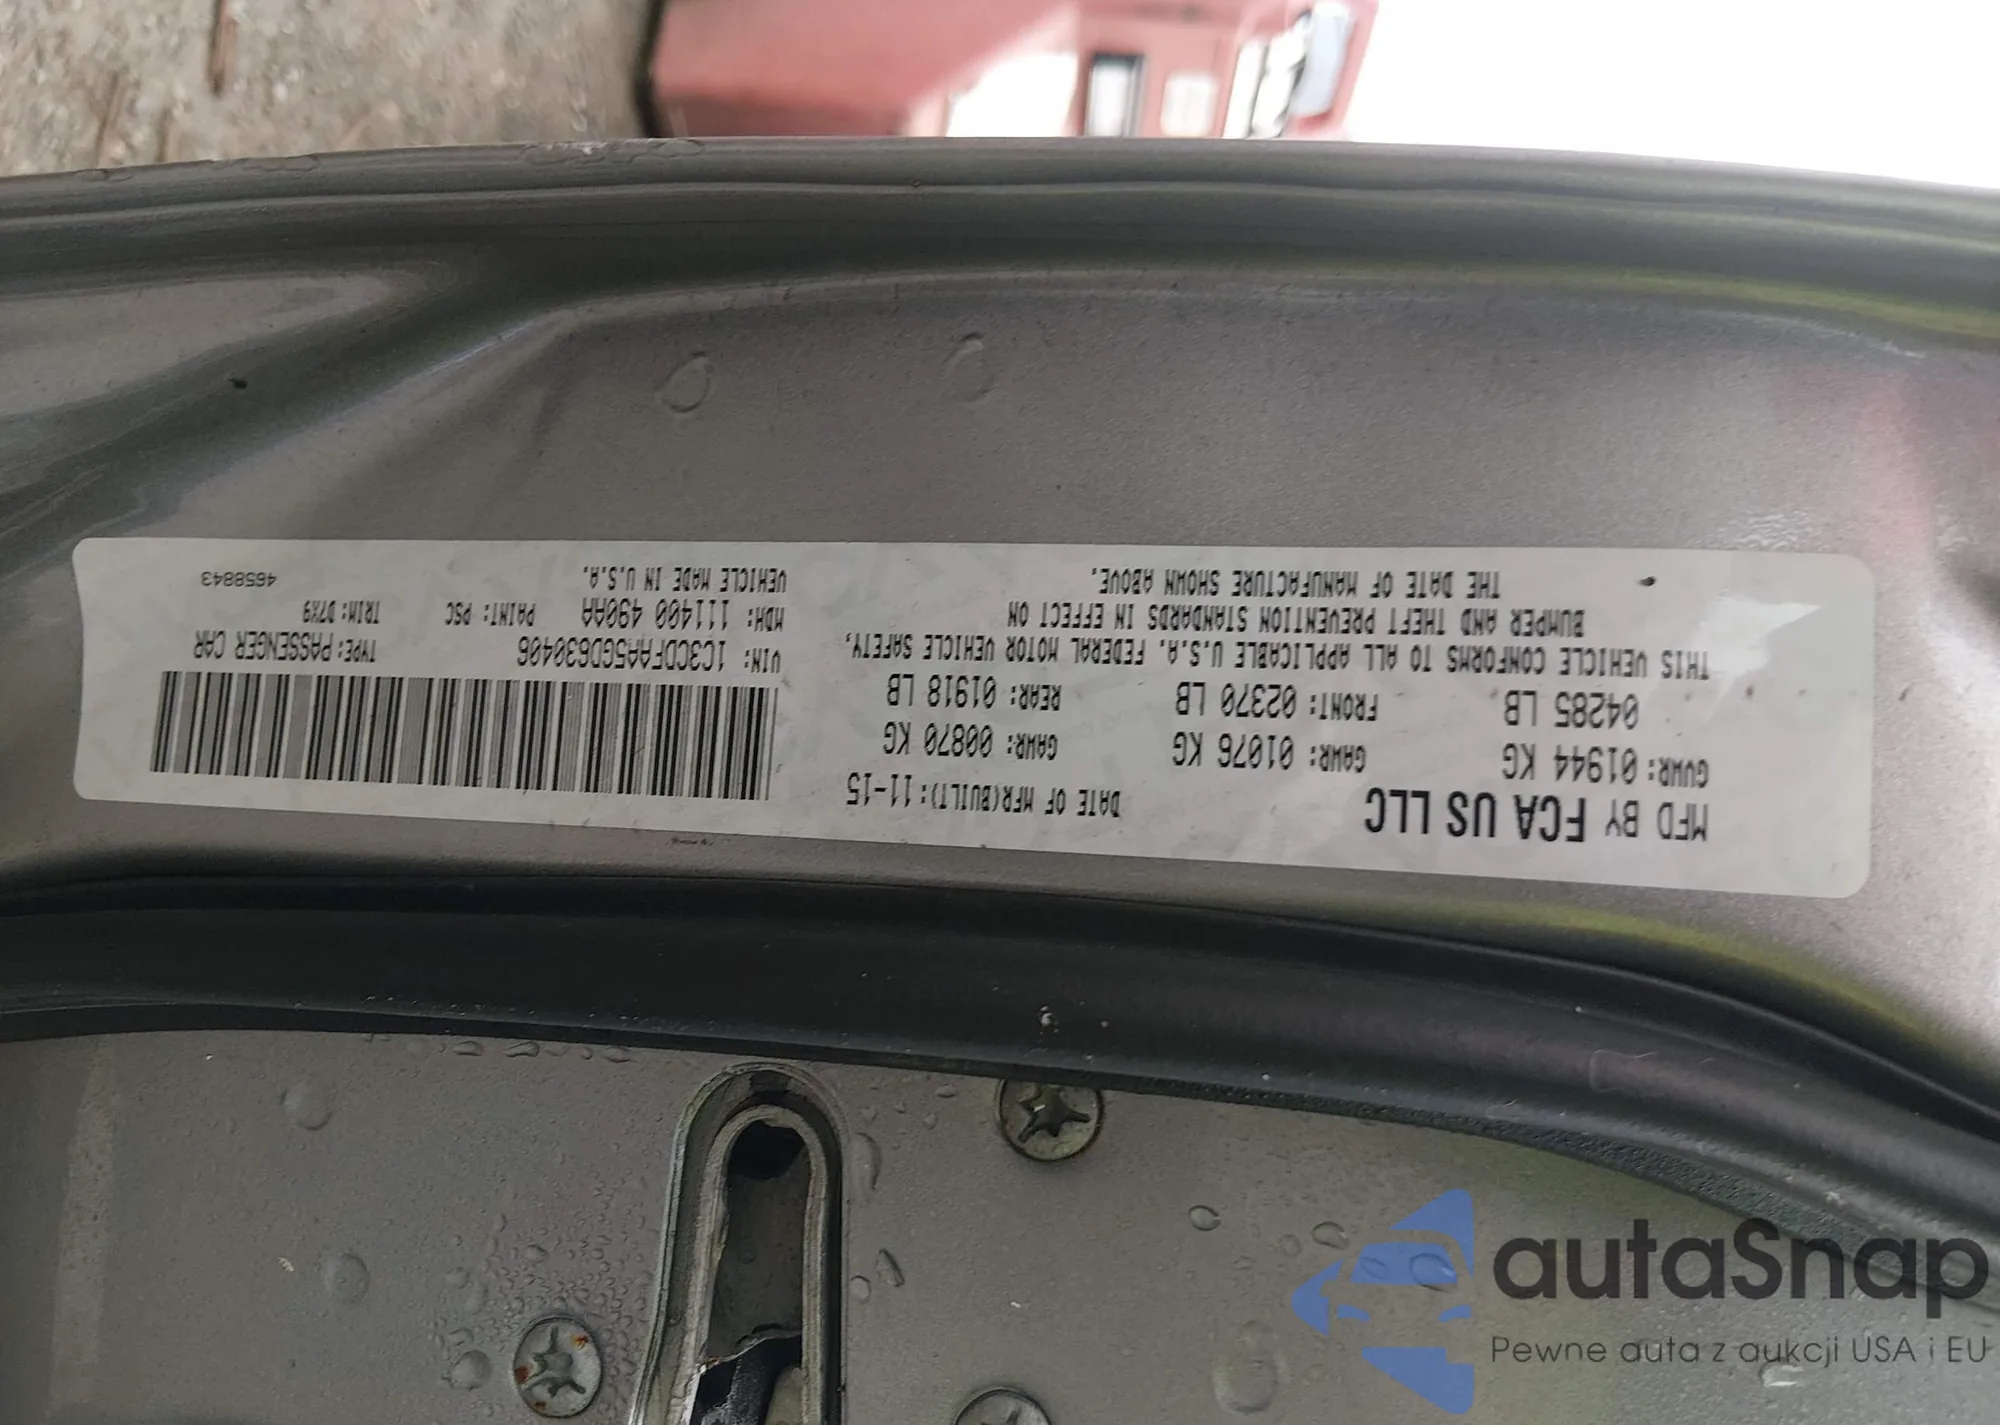 MFD BY FCA US LLC
DATE OF MFR(BUILT): 11-15
GVWR: 01944 KG
GAWR: 01076 KG
GAWR: 00870 KG
04285 LB
FRONT: 02370 LB
REAR: 01918 LB
THIS VEHICLE CONFORMS TO ALL APPLICABLE U.S.A. FEDERAL MOTOR VEHICLE SAFETY,
BUMPER AND THEFT PREVENTION STANDARDS IN EFFECT ON
THE DATE OF MANUFACTURE SHOWN ABOVE.
VIN: 1C3CDFAA5GD630406
TYPE: PASSENGER CAR
MDH: 111400 490AA
PAINT: PSC
TRIM: D7X9
VEHICLE MADE IN U.S.A.
4658843
autaSnap
Pewne auta z aukcji USA i EU